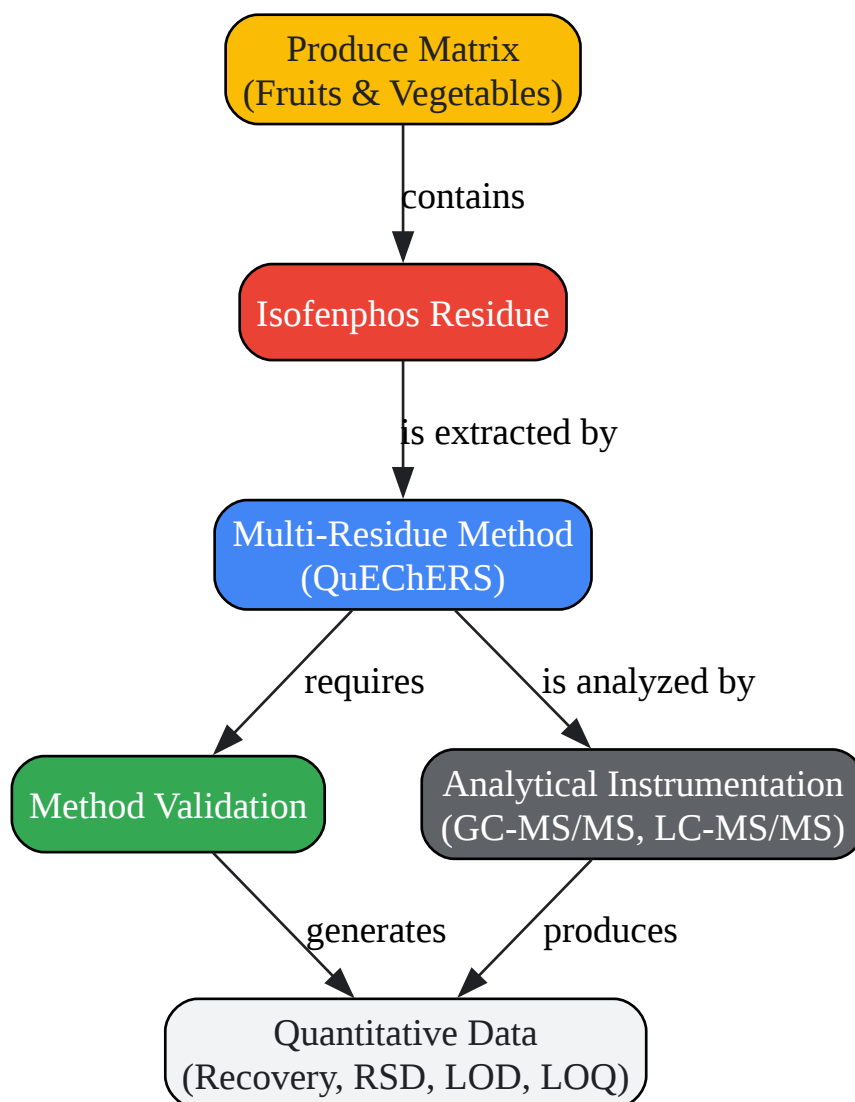 Produce Matrix
(Fruits & Vegetables)
contains
Isofenphos Residue
is extracted by
Multi-Residue Method
(QuEChERS)
requires
is analyzed by
Method Validation
Analytical Instrumentation
(GC-MS/MS, LC-MS/MS)
generates
produces
Quantitative Data
(Recovery, RSD, LOD, LOQ)